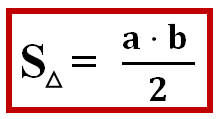 S△ = a · b / 2